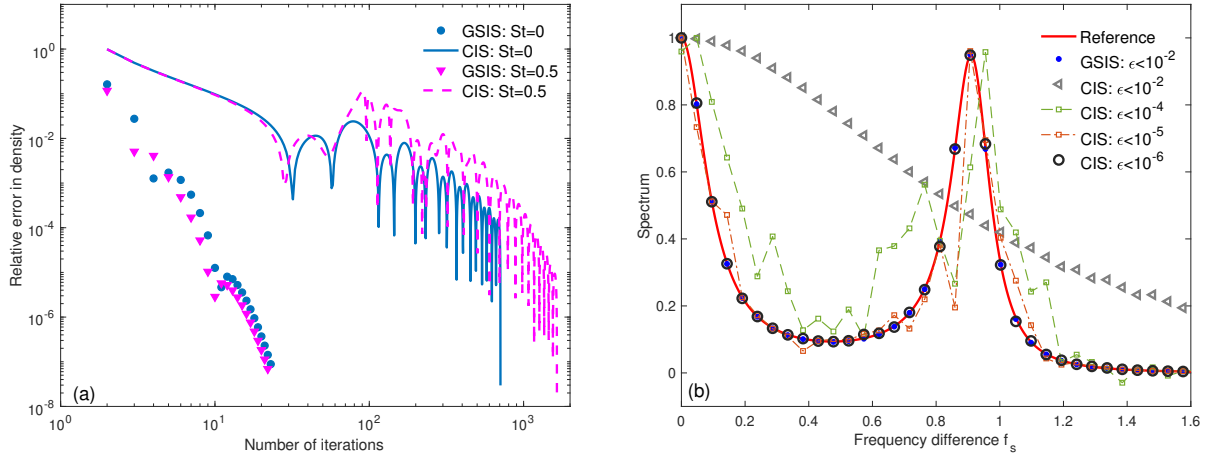 GSIS: St=0
CIS: St=0
GSIS: St=0.5
CIS: St=0.5
10^0
10^-2
10^-4
10^-6
10^-8
Relative error in density
(a)
10^0
10^1
10^2
10^3
Number of iterations
Reference
GSIS: ϵ<10^-2
CIS: ϵ<10^-2
CIS: ϵ<10^-4
CIS: ϵ<10^-5
CIS: ϵ<10^-6
1
0.8
0.6
0.4
0.2
0
Spectrum
(b)
0
0.2
0.4
0.6
0.8
1
1.2
1.4
1.6
Frequency difference f_s